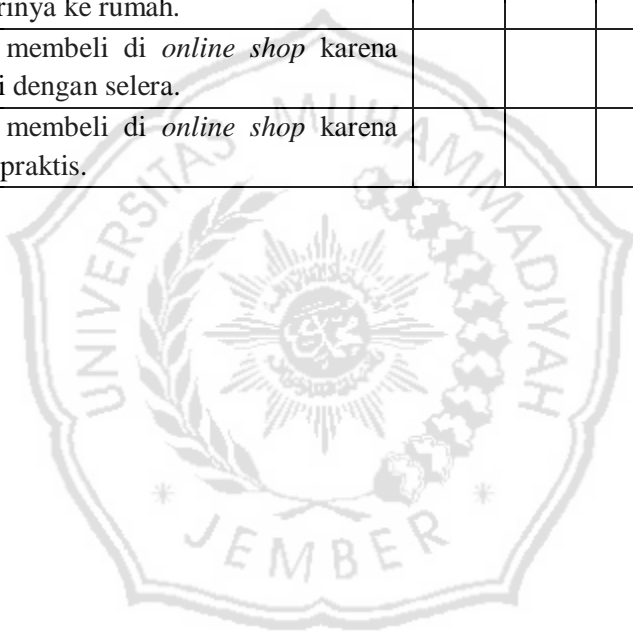 rinya ke rumah.
membeli di online shop karena
i dengan selera.
membeli di online shop karena
praktis.
UNIVERSITAS MUHAMMADIYAH
JEMBER